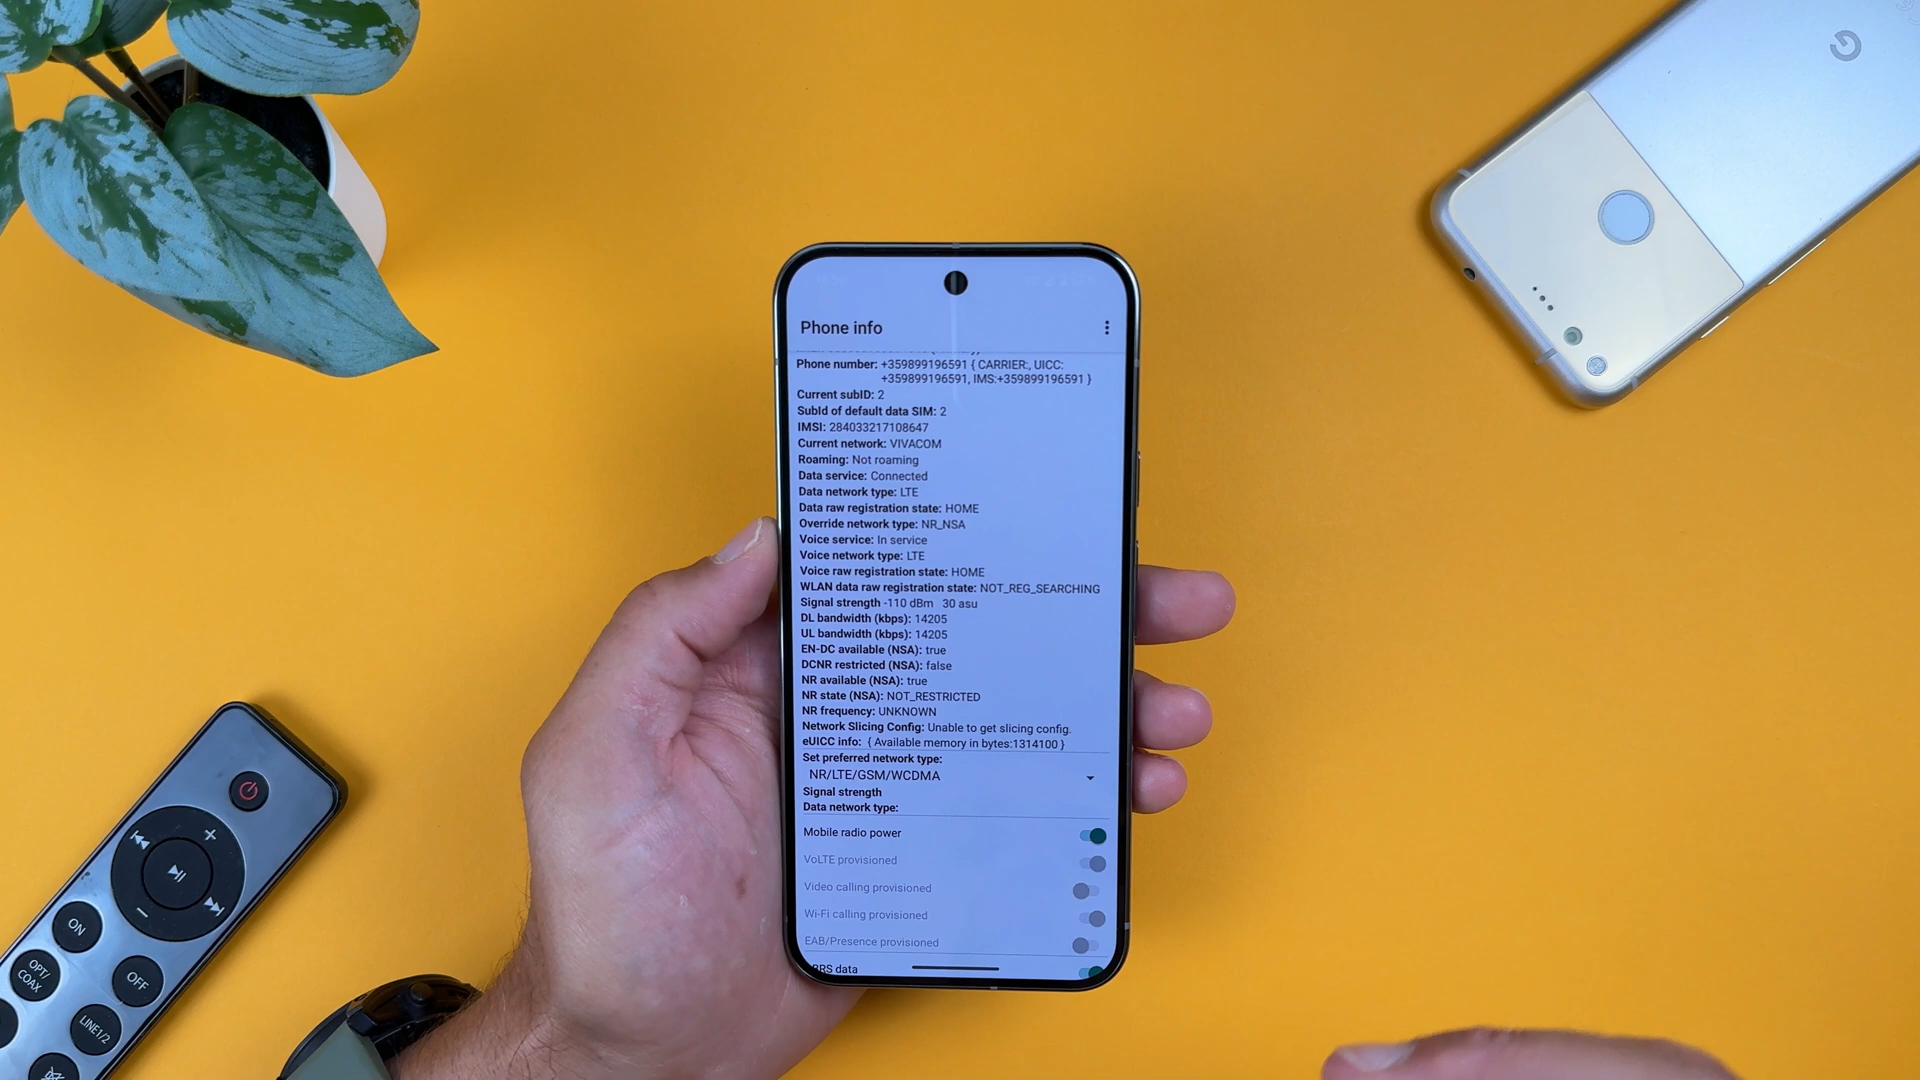 Phone info
Phone number: +359899196591 { CARRIER:, UICC:
+359899196591, IMS:+359899196591 }
Current subID: 2
SubId of default data SIM: 2
IMSI: 284033217108647
Current network: VIVACOM
Roaming: Not roaming
Data service: Connected
Data network type: LTE
Data raw registration state: HOME
Override network type: NR_NSA
Voice service: In service
Voice network type: LTE
Voice raw registration state: HOME
WLAN data raw registration state: NOT_REG_SEARCHING
Signal strength -110 dBm 30 asu
DL bandwidth (kbps): 14205
UL bandwidth (kbps): 14205
EN-DC available (NSA): true
DCNR restricted (NSA): false
NR available (NSA): true
NR state (NSA): NOT_RESTRICTED
NR frequency: UNKNOWN
Network Slicing Config: Unable to get slicing config.
eUICC info: { Available memory in bytes:1314100 }
Set preferred network type:
NR/LTE/GSM/WCDMA
Signal strength
Data network type:
Mobile radio power
VoLTE provisioned
Video calling provisioned
Wi-Fi calling provisioned
EAB/Presence provisioned
data
ON
OPT/
COAX
OFF
LINE1/2